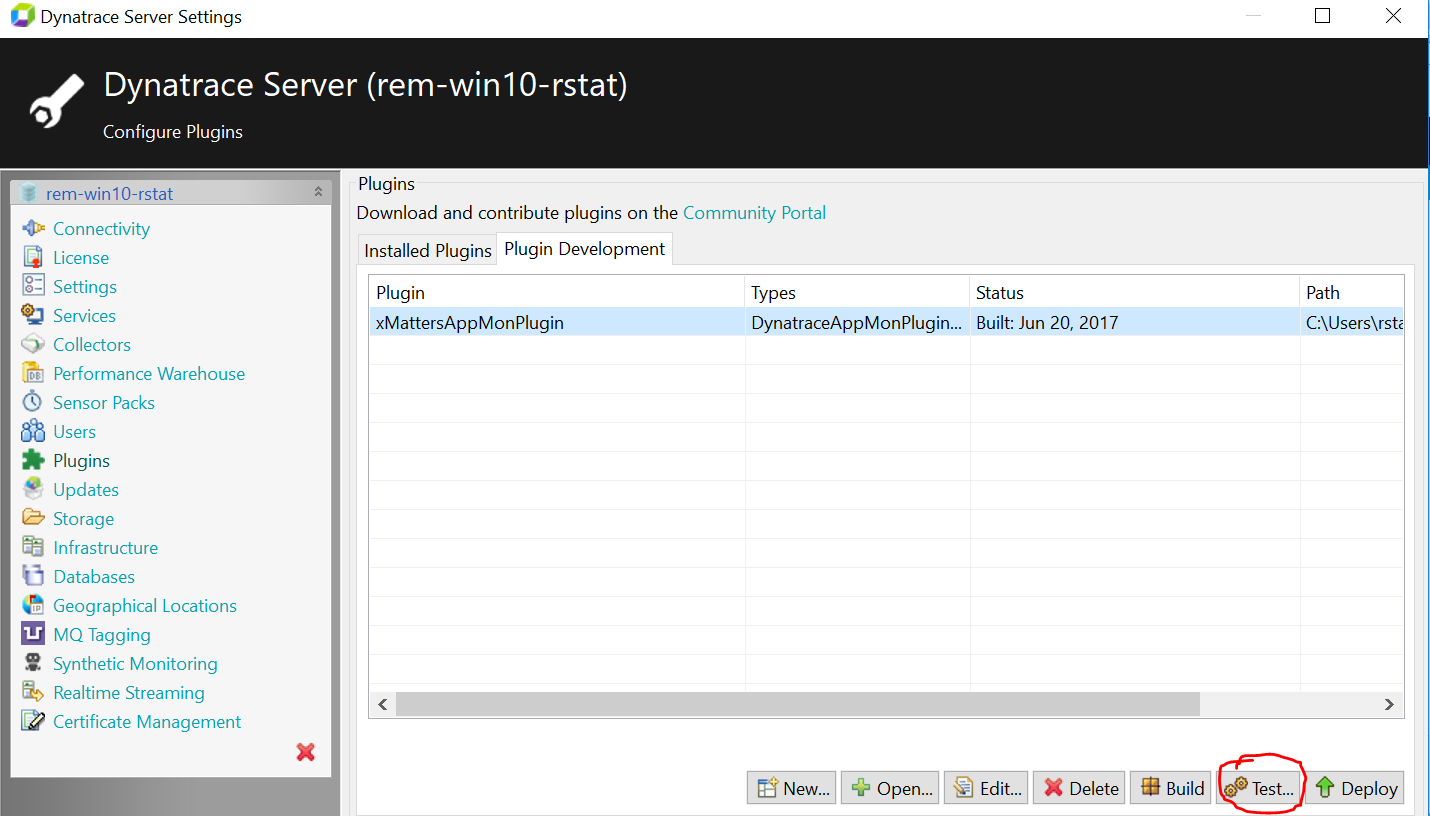 Dynatrace Server Settings
Dynatrace Server (rem-win10-rstat)
Configure Plugins
rem-win10-rstat
Connectivity
License
Settings
Services
Collectors
Performance Warehouse
Sensor Packs
Users
Plugins
Updates
Storage
Infrastructure
Databases
Geographical Locations
MQ Tagging
Synthetic Monitoring
Realtime Streaming
Certificate Management
Plugins
Download and contribute plugins on the Community Portal
Installed Plugins Plugin Development
Plugin Types Status Path
xMattersAppMonPlugin DynatraceAppMonPlugin... Built: Jun 20, 2017 C:\Users\rsta
New... Open... Edit... Delete Build Test... Deploy